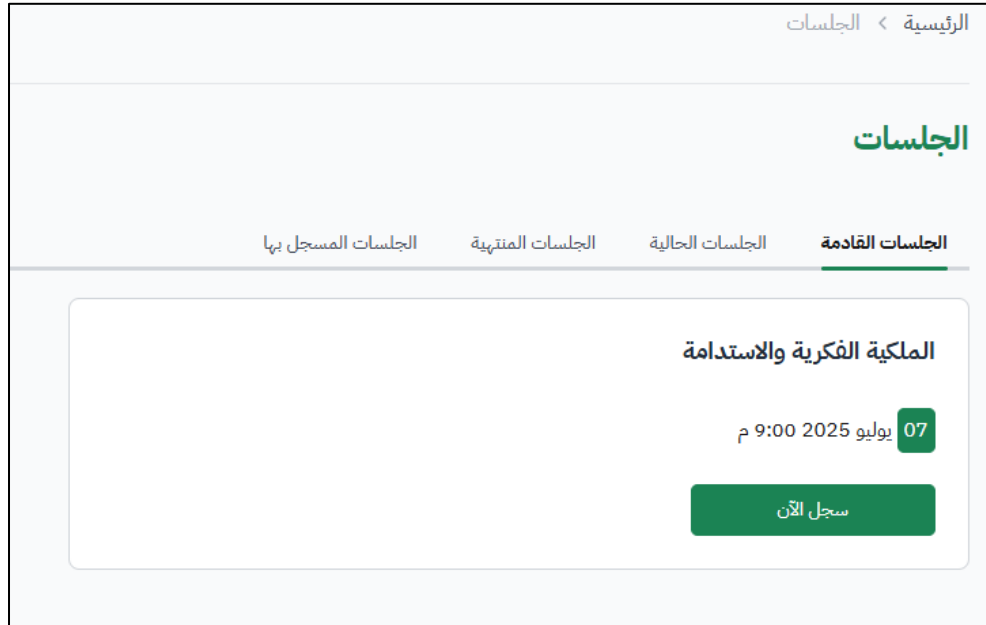 الرئيسية > الجلسات
الجلسات
الجلسات القادمة الجلسات الحالية الجلسات المنتهية الجلسات المسجل بها
الملكية الفكرية والاستدامة
07 يوليو 2025 9:00 م
سجل الآن